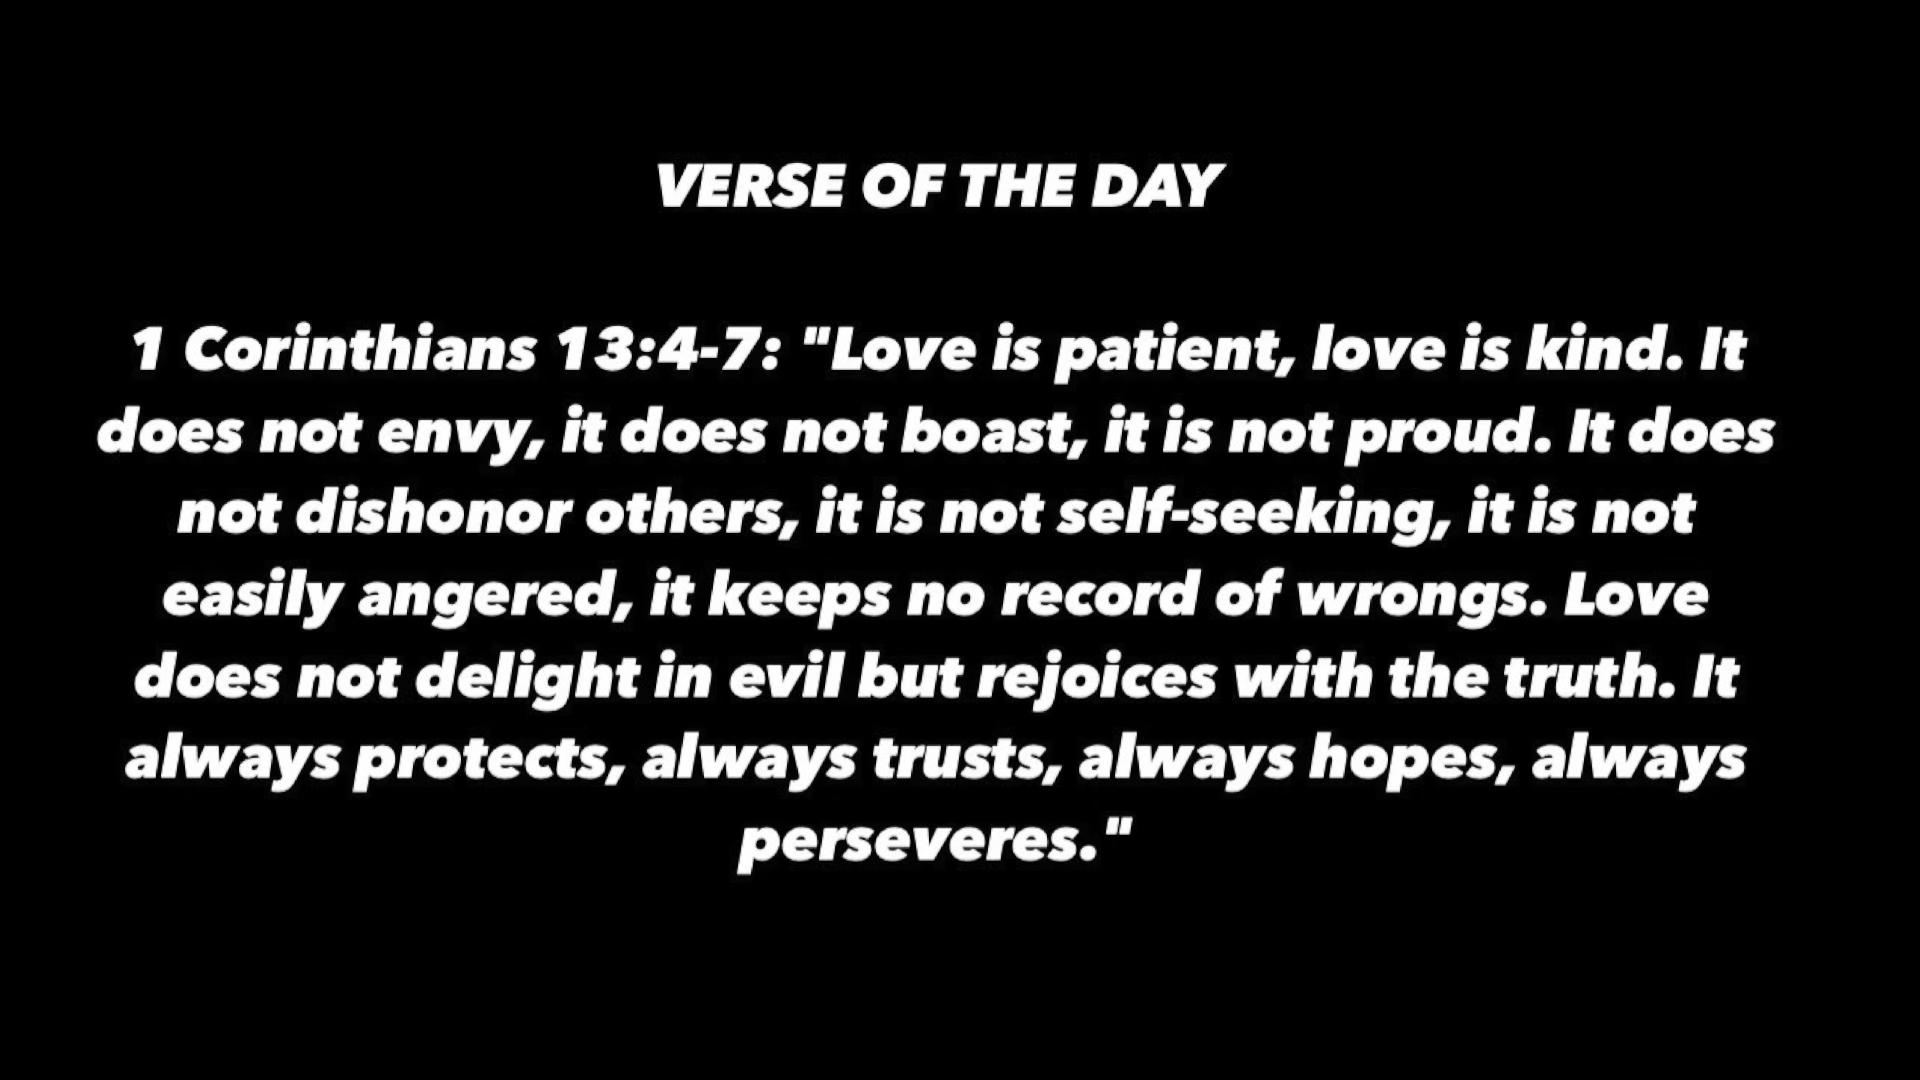 VERSE OF THE DAY
1 Corinthians 13:4-7: "Love is patient, love is kind. It
does not envy, it does not boast, it is not proud. It does
not dishonor others, it is not self-seeking, it is not
easily angered, it keeps no record of wrongs. Love
does not delight in evil but rejoices with the truth. It
always protects, always trusts, always hopes, always
perseveres."